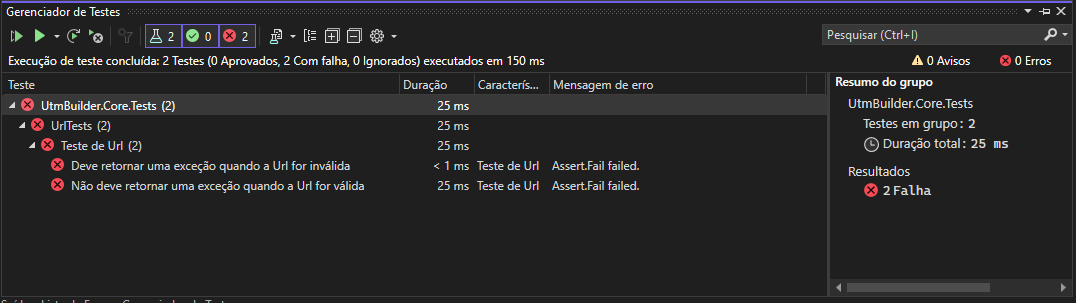 Gerenciador de Testes
2 0 2
Pesquisar (Ctrl+I)
Execução de teste concluída: 2 Testes (0 Aprovados, 2 Com falha, 0 Ignorados) executados em 150 ms
0 Avisos 0 Erros
Teste Duração Caracterís... Mensagem de erro
UtmBuilder.Core.Tests (2) 25 ms
UrlTests (2) 25 ms
Teste de Url (2) 25 ms
Deve retornar uma exceção quando a Url for inválida < 1 ms Teste de Url Assert.Fail failed.
Não deve retornar uma exceção quando a Url for válida 25 ms Teste de Url Assert.Fail failed.
Resumo do grupo
UtmBuilder.Core.Tests
Testes em grupo: 2
Duração total: 25 ms
Resultados
2 Falha